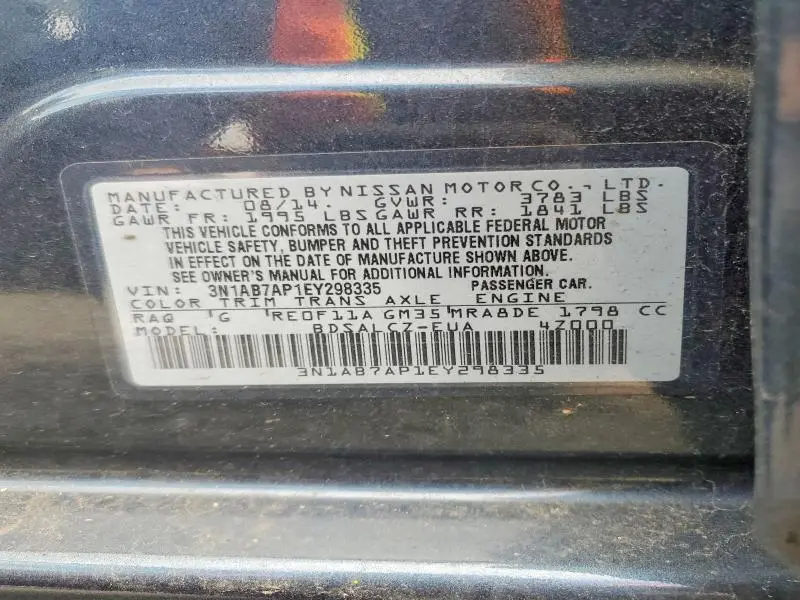 MANUFACTURED BY NISSAN MOTOR CO., LTD.
DATE: 08/14. GVWR: 3783 LBS
GAWR FR: 1995 LBS GAWR RR: 1841 LBS
THIS VEHICLE CONFORMS TO ALL APPLICABLE FEDERAL MOTOR
VEHICLE SAFETY, BUMPER AND THEFT PREVENTION STANDARDS
IN EFFECT ON THE DATE OF MANUFACTURE SHOWN ABOVE.
SEE OWNER'S MANUAL FOR ADDITIONAL INFORMATION.
VIN: 3N1AB7AP1EY298335 PASSENGER CAR.
COLOR TRIM TRANS AXLE ENGINE
RAQ 'G 'RE0F11A GM35'MRA8DE 1798 CC
MODEL: BDSALCZ-EUA 4Z000
3N1AB7AP1EY298335